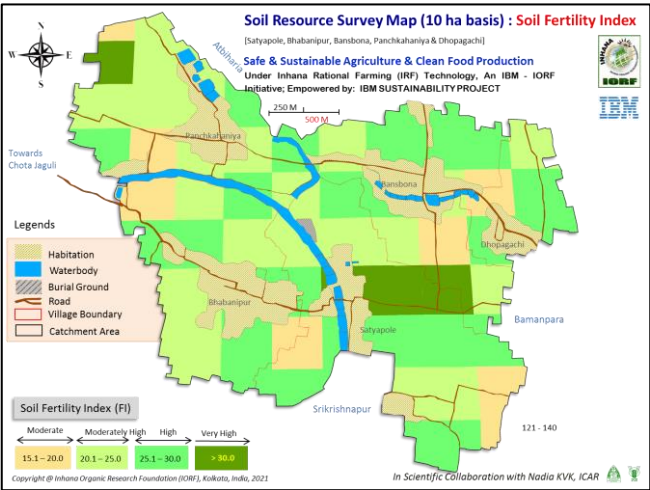 Soil Resource Survey Map (10 ha basis) : Soil Fertility Index
[Satyapole, Bhabanipur, Bansbona, Panchkahaniya & Dhopagachi]
Safe & Sustainable Agriculture & Clean Food Production
Under Inhana Rational Farming (IRF) Technology, An IBM - IORF
Initiative; Empowered by: IBM SUSTAINABILITY PROJECT
INHANA
IORF
IBM
N
W
E
S
250 M
500 M
Atbiharia
Panchkahaniya
Towards
Chota Jaguli
Bansbona
Dhopagachi
Legends
Habitation
Waterbody
Burial Ground
Road
Village Boundary
Catchment Area
Bhabanipur
Satyapole
Bamanpara
Srikrishnapur
121 - 140
Soil Fertility Index (FI)
Moderate
Moderately High
High
Very High
15.1 – 20.0
20.1 – 25.0
25.1 – 30.0
> 30.0
Copyright @ Inhana Organic Research Foundation (IORF), Kolkata, India, 2021
In Scientific Collaboration with Nadia KVK, ICAR